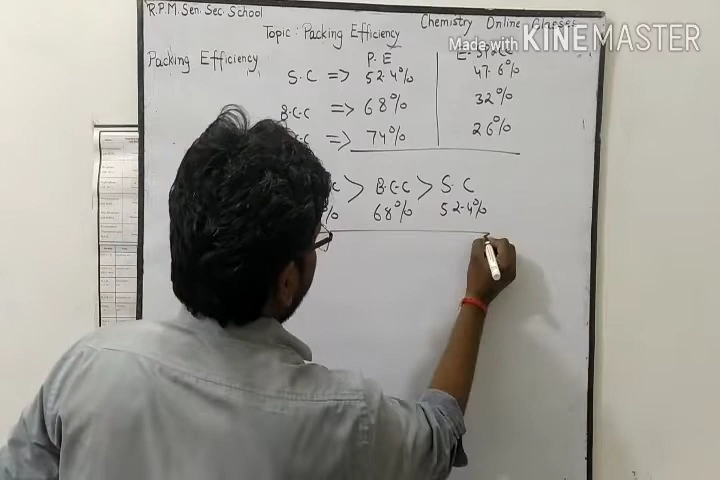 R.P.M. Sen. Sec. School
Chemistry Online Classes
Topic: Packing Efficiency
Made with KINEMASTER
Packing Efficiency
P. E
S.C => 52.4% 47.6%
B.C.C => 68% 32%
=> 74% 26%
> B.C.C > S.C
% 68% 52.4%